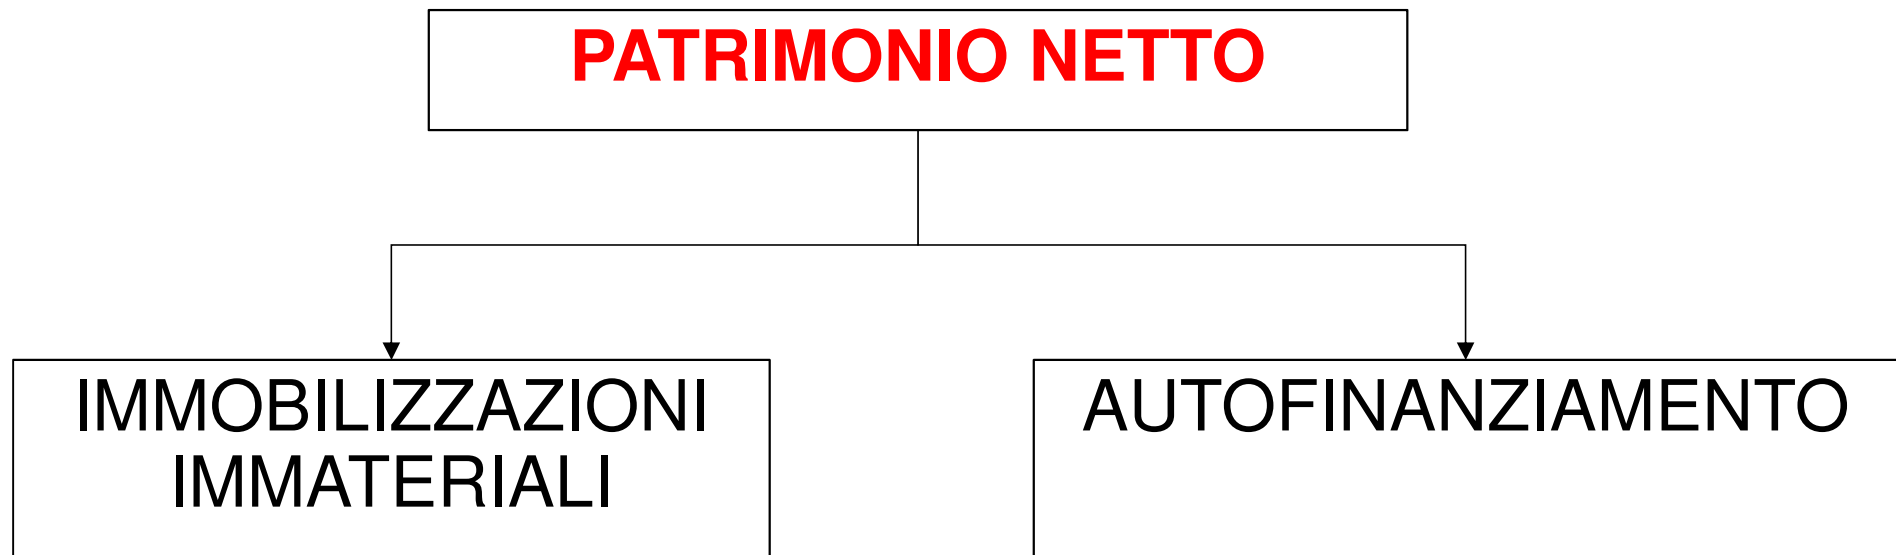 PATRIMONIO NETTO
IMMOBILIZZAZIONI
IMMATERIALI
AUTOFINANZIAMENTO